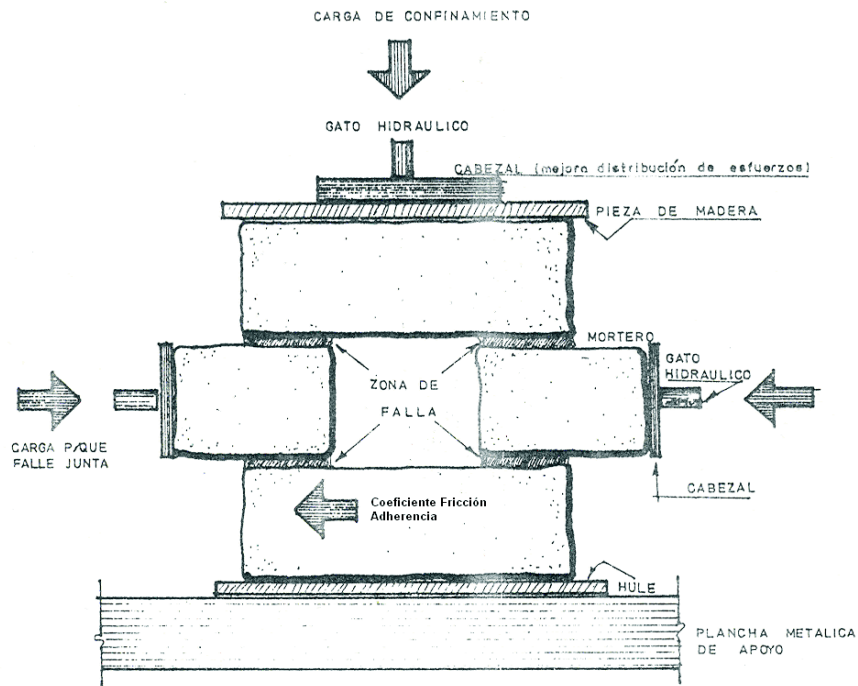 CARGA DE CONFINAMIENTO
GATO HIDRAULICO
CABEZAL (mejora distribución de esfuerzos)
PIEZA DE MADERA
MORTERO
GATO
HIDRAULICO
ZONA DE
FALLA
CARGA P/QUE
FALLE JUNTA
CABEZAL
Coeficiente Fricción
Adherencia
HULE
PLANCHA METALICA
DE APOYO